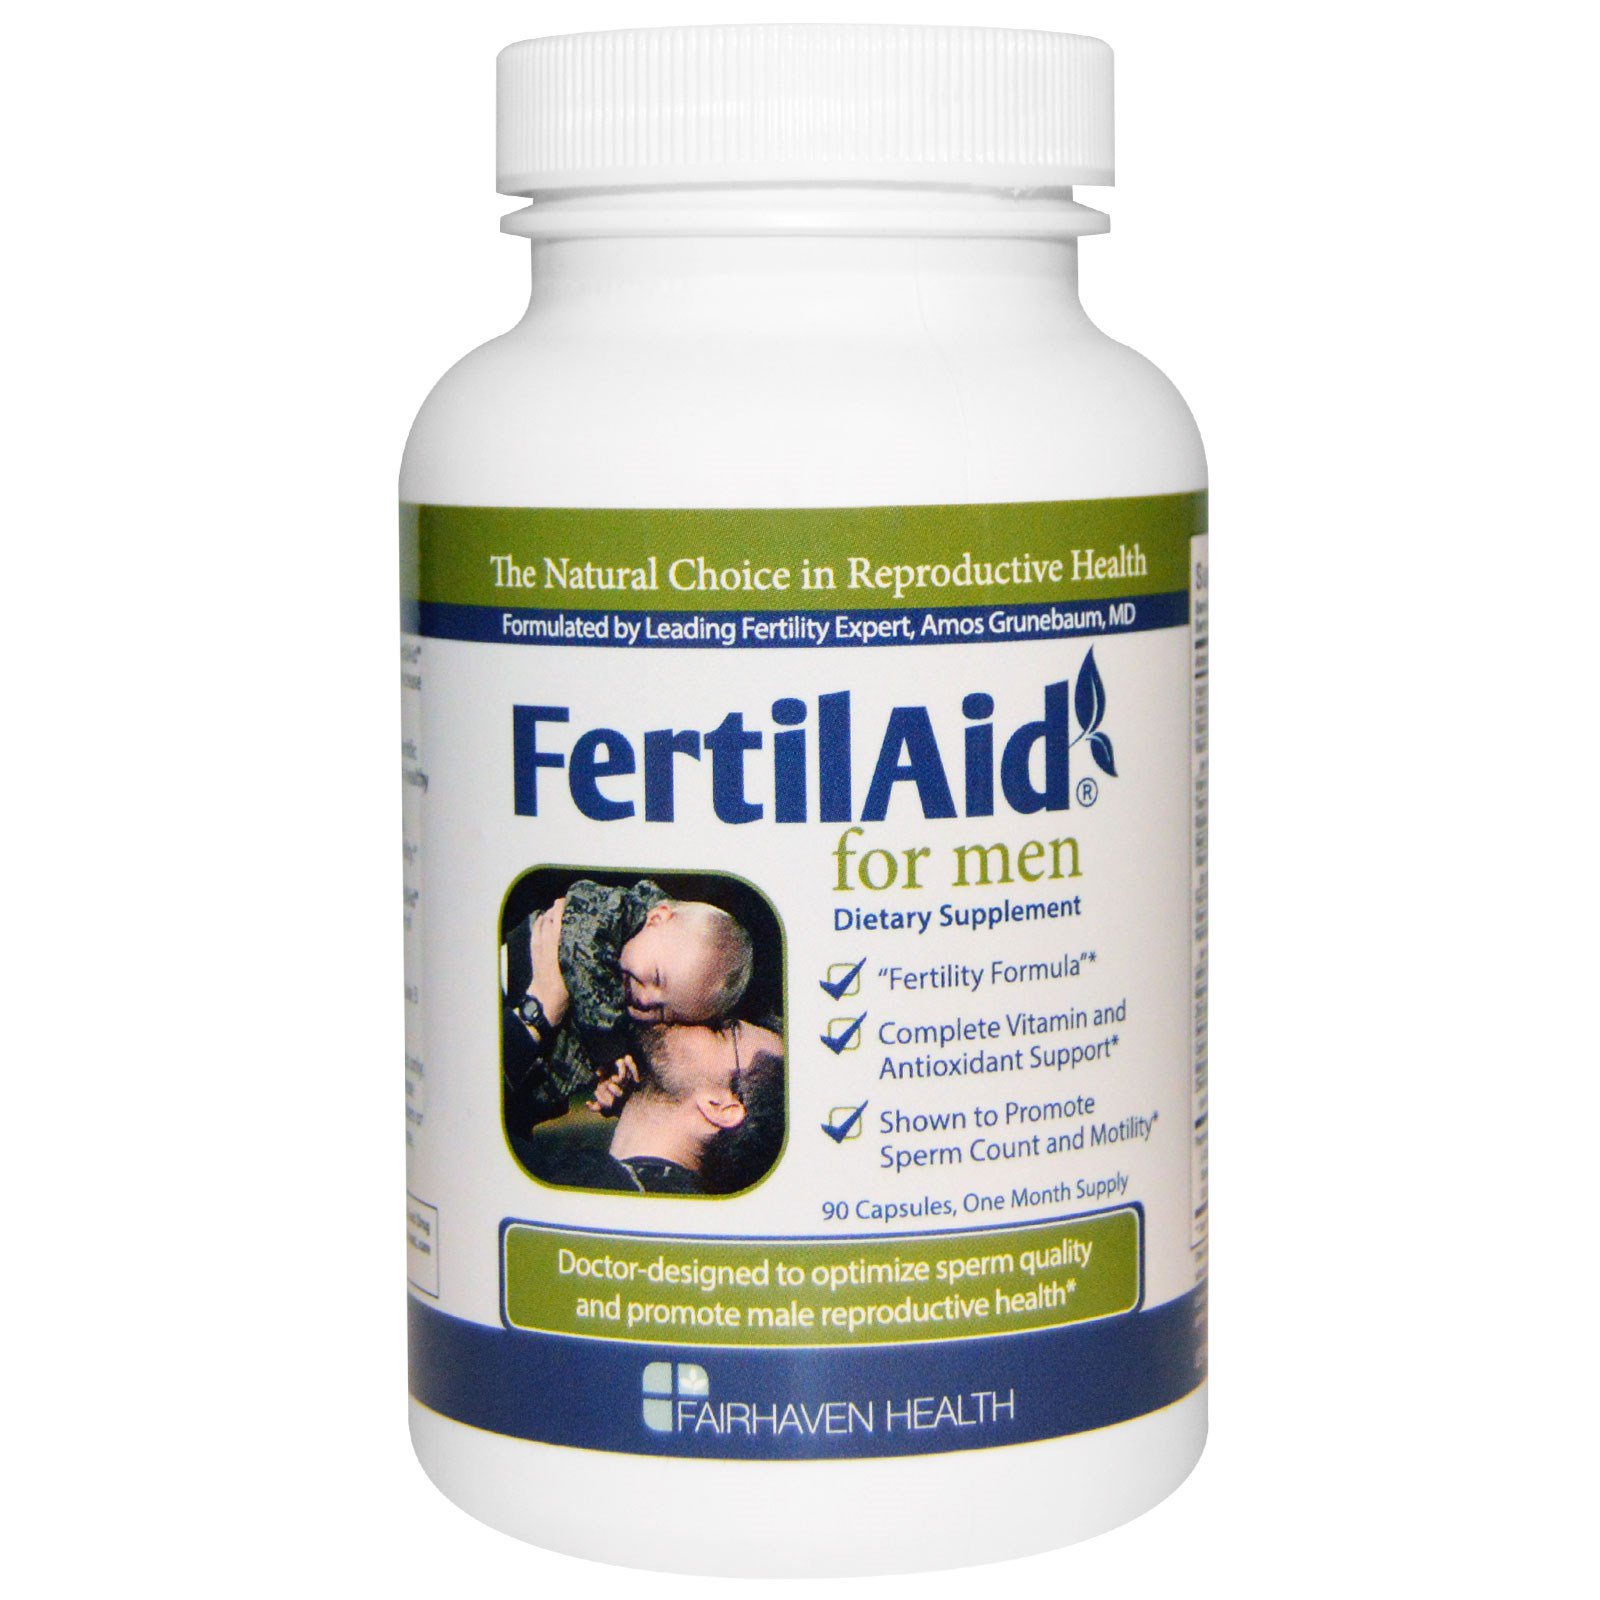 The Natural Choice in Reproductive Health
Formulated by Leading Fertility Expert, Amos Grunebaum, MD
FertilAid®
for men
Dietary Supplement
"Fertility Formula"*
Complete Vitamin and
Antioxidant Support*
Shown to Promote
Sperm Count and Motility*
90 Capsules, One Month Supply
Doctor-designed to optimize sperm quality
and promote male reproductive health*
FAIRHAVEN HEALTH